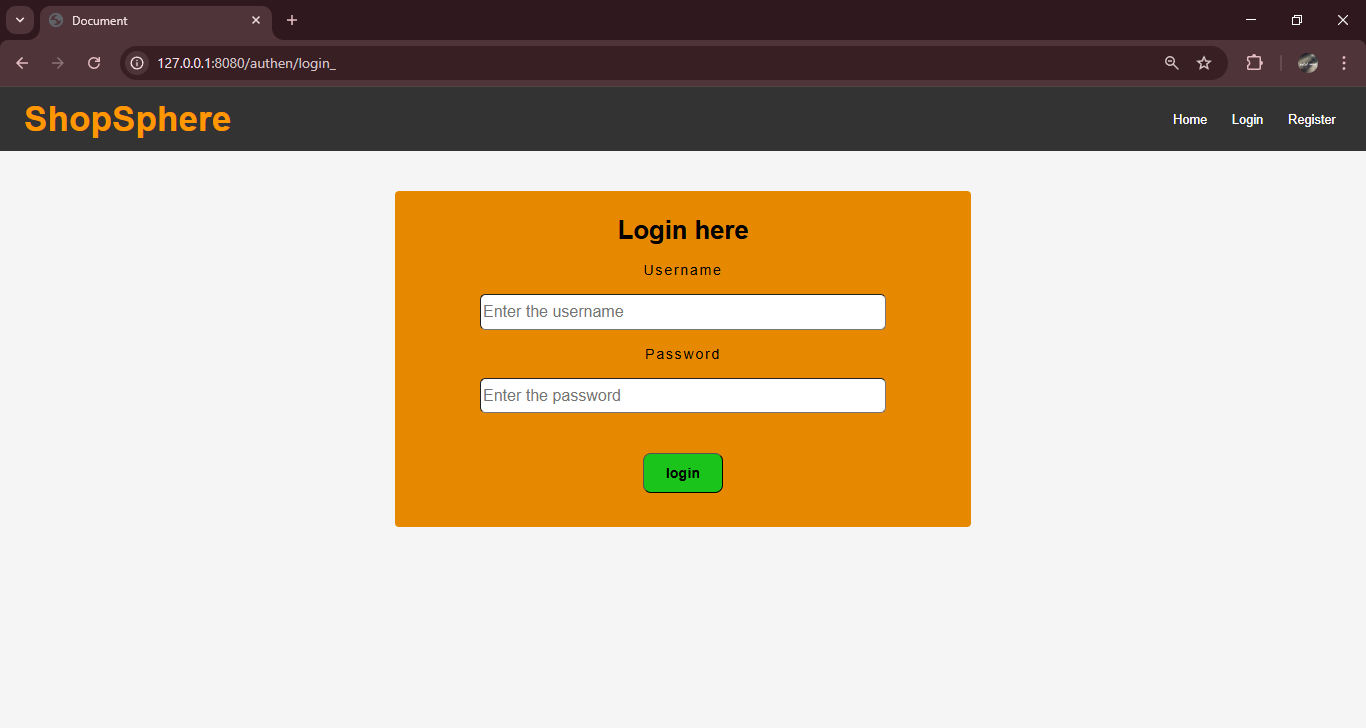 Document
127.0.0.1:8080/authen/login_
ShopSphere
Home Login Register
Login here
Username
Enter the username
Password
Enter the password
login